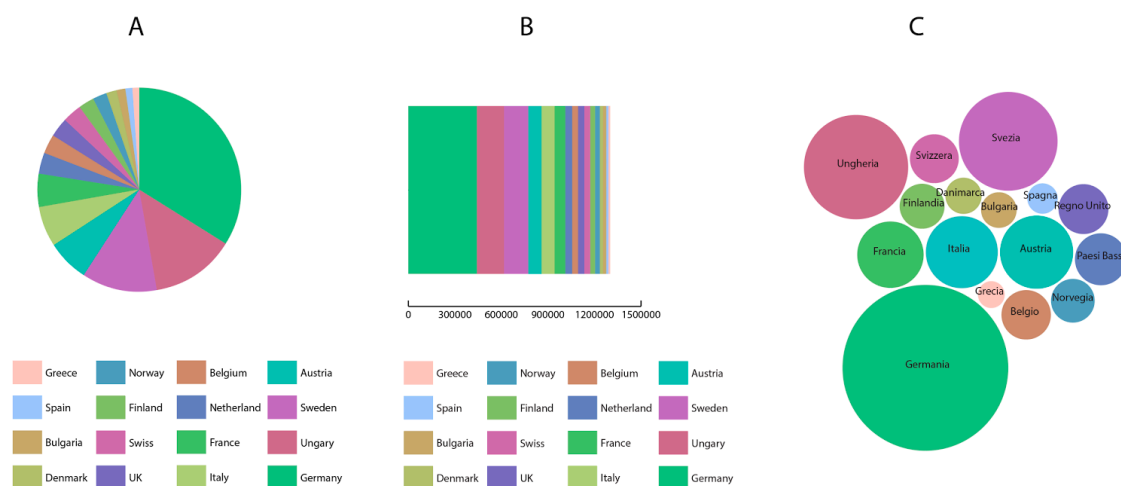 A
B
C
0 300000 600000 900000 1200000 1500000
Greece Norway Belgium Austria
Spain Finland Netherland Sweden
Bulgaria Swiss France Ungary
Denmark UK Italy Germany
Greece Norway Belgium Austria
Spain Finland Netherland Sweden
Bulgaria Swiss France Ungary
Denmark UK Italy Germany
Svezia
Ungheria
Svizzera
Danimarca
Spagna
Finlandia
Bulgaria
Regno Unito
Francia
Italia
Austria
Paesi Bass
Grecia
Norvegia
Belgio
Germania